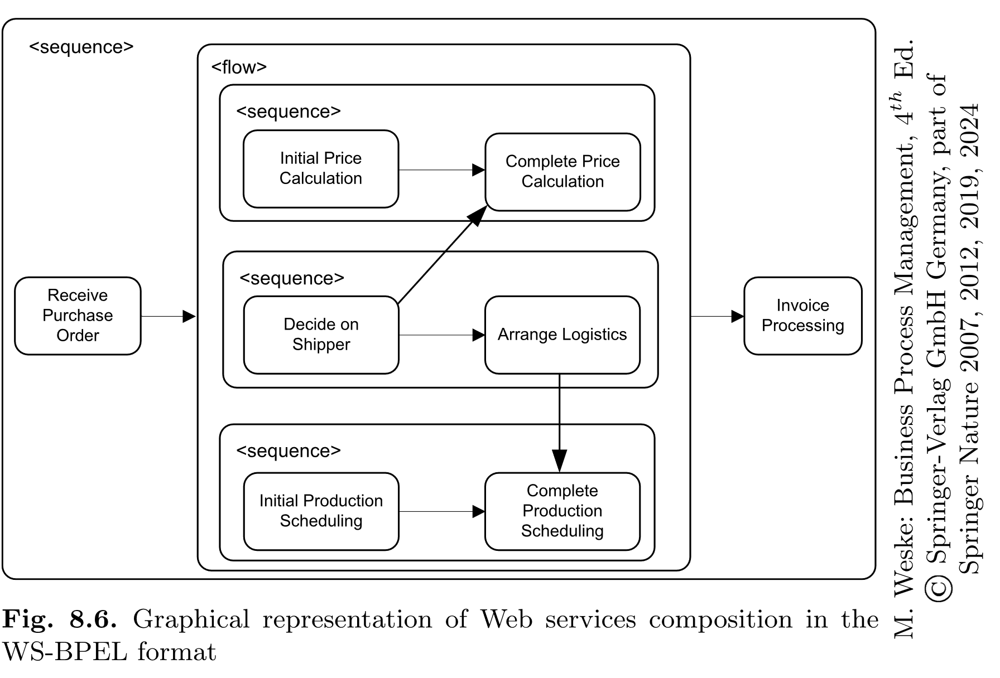 <sequence>
<flow>
<sequence>
Initial Price
Calculation
Complete Price
Calculation
<sequence>
Receive
Purchase
Order
Decide on
Shipper
Arrange Logistics
Invoice
Processing
<sequence>
Initial Production
Scheduling
Complete
Production
Scheduling
Fig. 8.6. Graphical representation of Web services composition in the
WS-BPEL format
M. Weske: Business Process Management, 4th Ed.
© Springer-Verlag GmbH Germany, part of
Springer Nature 2007, 2012, 2019, 2024